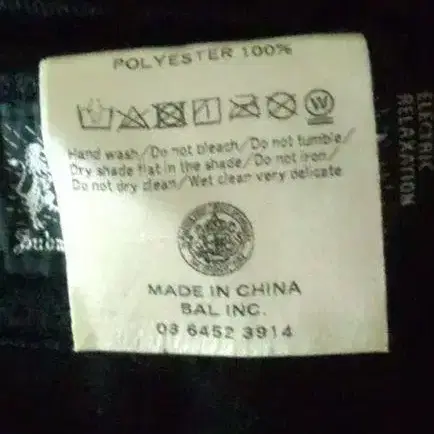 POLYESTER 100%
W
Hand wash/Do not bleach/Do not tumble/
Dry shade flat in the shade/Do not iron/
Do not dry clean/Wet clean very delicate
MADE IN CHINA
BAL INC.
03 6452 3914
ELECTRIC
RELAXATION